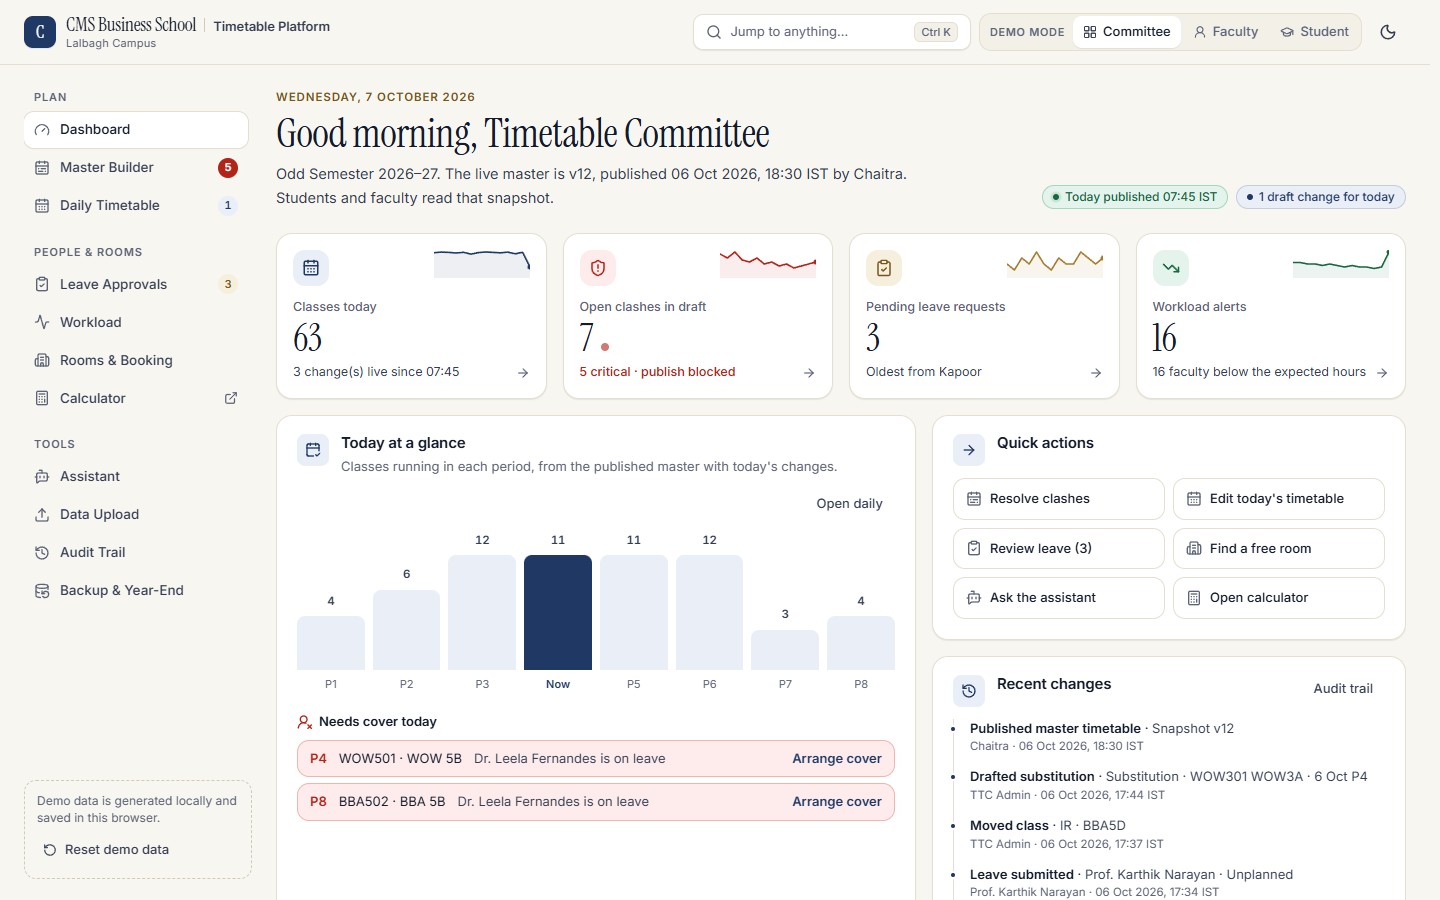 C
CMS Business School
Timetable Platform
Lalbagh Campus
Jump to anything...
Ctrl K
DEMO MODE
Committee
Faculty
Student
PLAN
Dashboard
Master Builder
5
Daily Timetable
1
PEOPLE & ROOMS
Leave Approvals
3
Workload
Rooms & Booking
Calculator
TOOLS
Assistant
Data Upload
Audit Trail
Backup & Year-End
Demo data is generated locally and
saved in this browser.
Reset demo data
WEDNESDAY, 7 OCTOBER 2026
Good morning, Timetable Committee
Odd Semester 2026–27. The live master is v12, published 06 Oct 2026, 18:30 IST by Chaitra.
Students and faculty read that snapshot.
Today published 07:45 IST
1 draft change for today
Classes today
63
3 change(s) live since 07:45
Open clashes in draft
7
5 critical · publish blocked
Pending leave requests
3
Oldest from Kapoor
Workload alerts
16
16 faculty below the expected hours
Today at a glance
Classes running in each period, from the published master with today's changes.
Open daily
4
6
12
11
11
12
3
4
P1
P2
P3
Now
P5
P6
P7
P8
Needs cover today
P4 WOW501 · WOW 5B Dr. Leela Fernandes is on leave Arrange cover
P8 BBA502 · BBA 5B Dr. Leela Fernandes is on leave Arrange cover
Quick actions
Resolve clashes
Edit today's timetable
Review leave (3)
Find a free room
Ask the assistant
Open calculator
Recent changes
Audit trail
Published master timetable · Snapshot v12
Chaitra · 06 Oct 2026, 18:30 IST
Drafted substitution · Substitution · WOW301 WOW3A · 6 Oct P4
TTC Admin · 06 Oct 2026, 17:44 IST
Moved class · IR · BBA5D
TTC Admin · 06 Oct 2026, 17:37 IST
Leave submitted · Prof. Karthik Narayan · Unplanned
Prof. Karthik Narayan · 06 Oct 2026, 17:34 IST